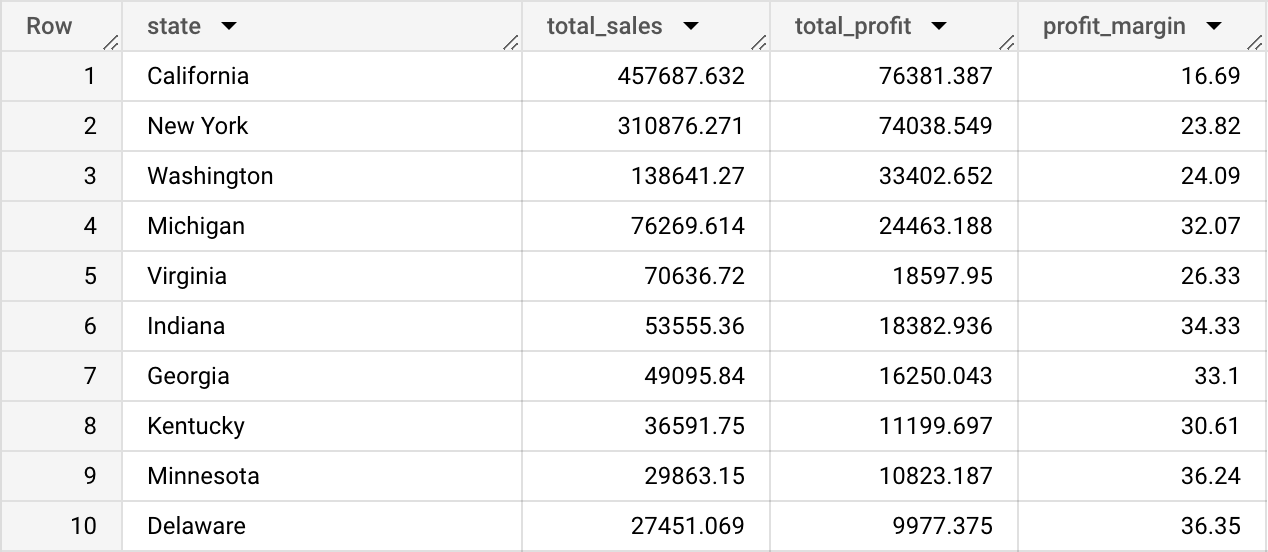 Row state total_sales total_profit profit_margin
1 California 457687.632 76381.387 16.69
2 New York 310876.271 74038.549 23.82
3 Washington 138641.27 33402.652 24.09
4 Michigan 76269.614 24463.188 32.07
5 Virginia 70636.72 18597.95 26.33
6 Indiana 53555.36 18382.936 34.33
7 Georgia 49095.84 16250.043 33.1
8 Kentucky 36591.75 11199.697 30.61
9 Minnesota 29863.15 10823.187 36.24
10 Delaware 27451.069 9977.375 36.35